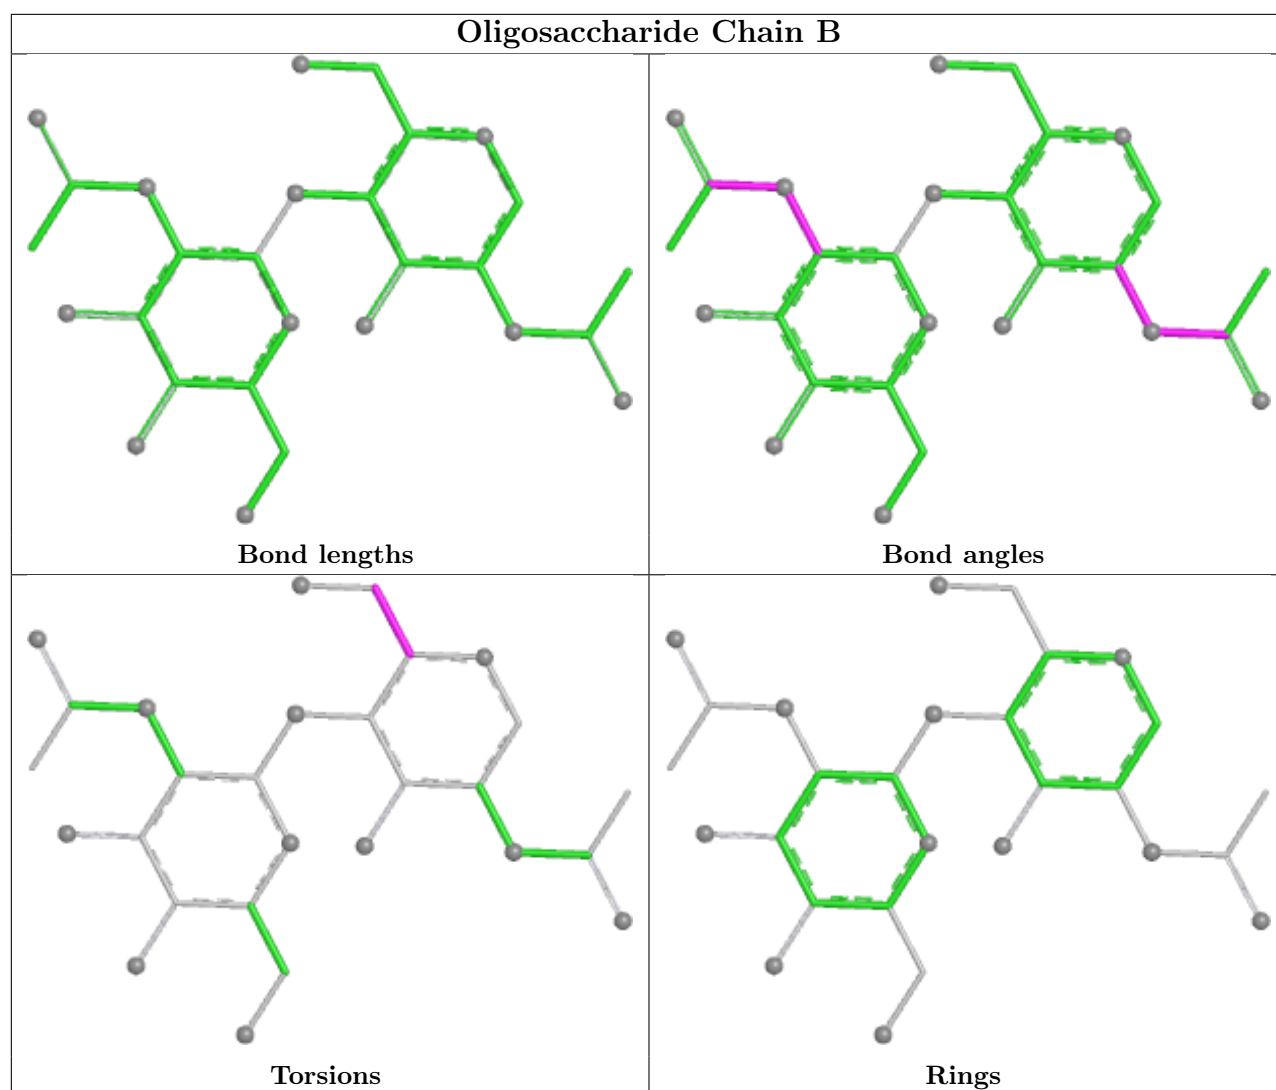 Oligosaccharide Chain B
Bond lengths
Bond angles
Torsions
Rings